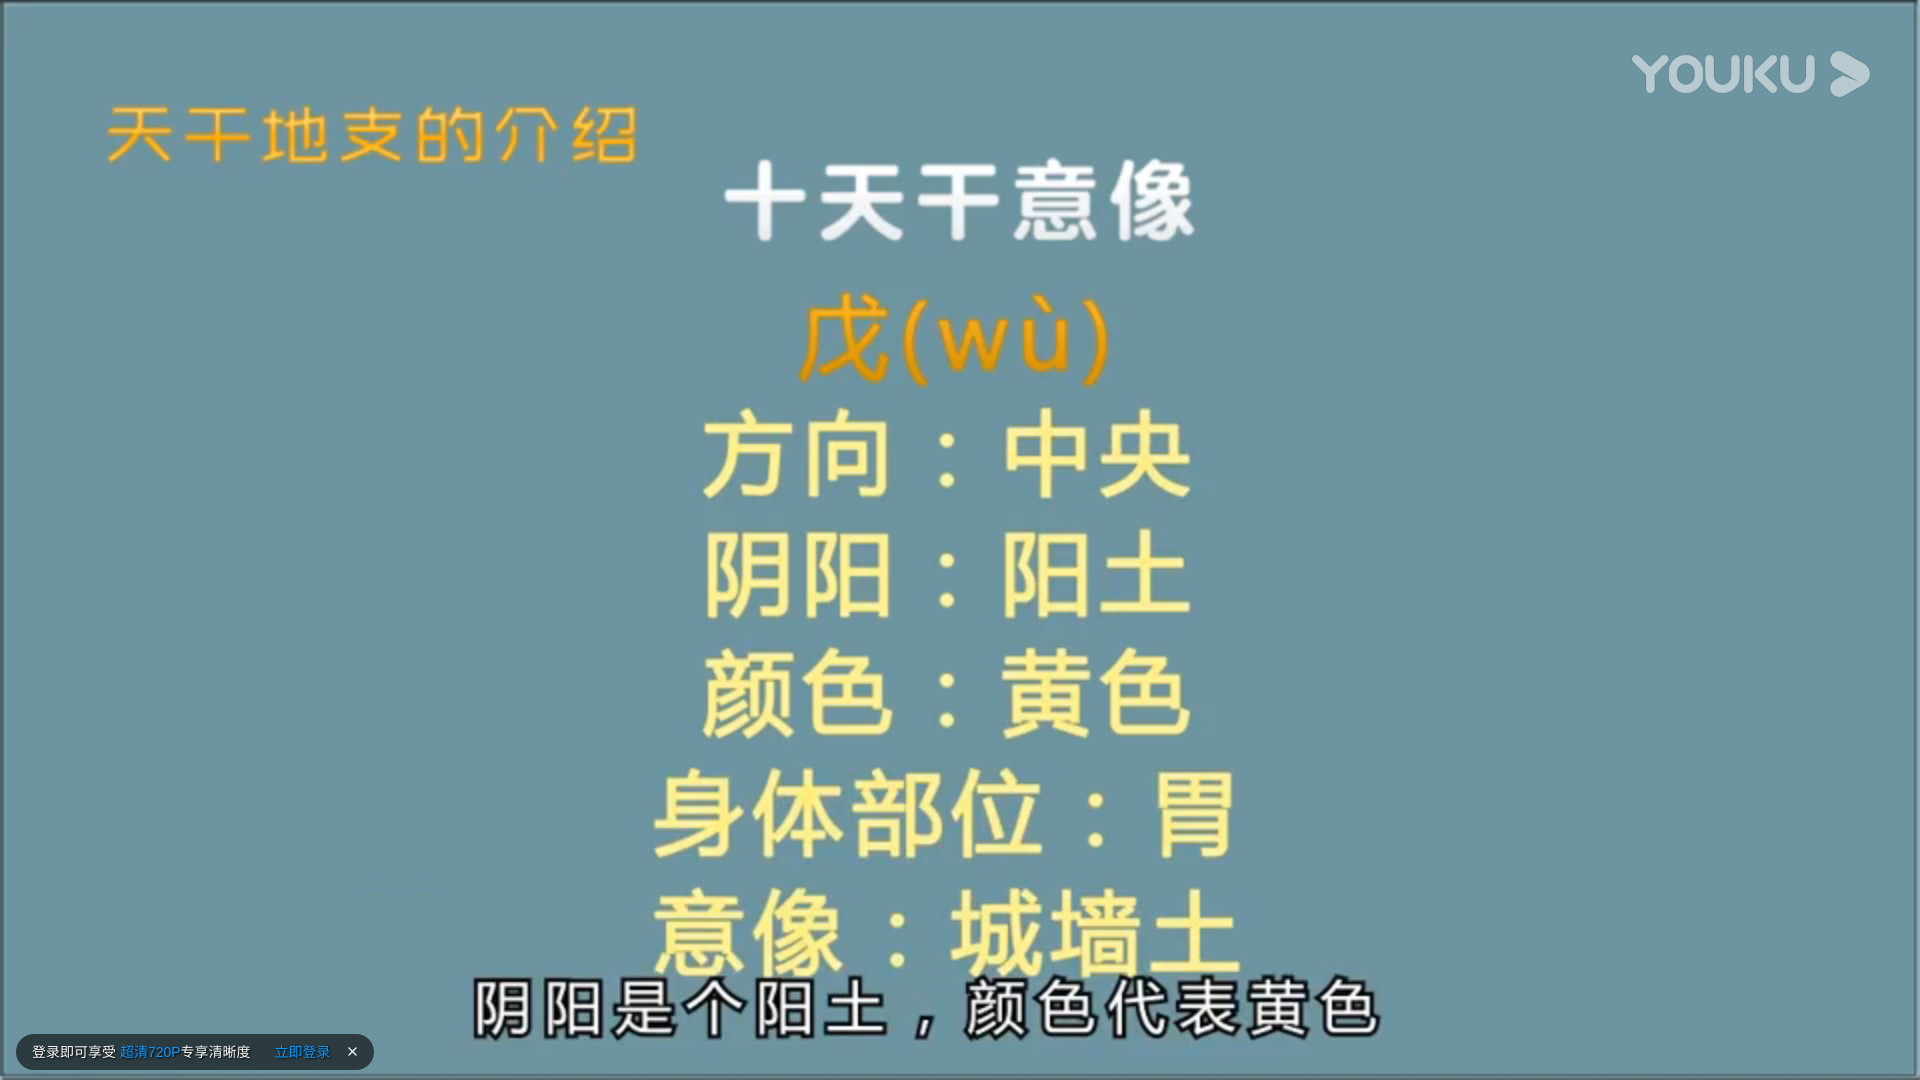 YOUKU
天干地支的介绍
十天干意像
戊(wù)
方向：中央
阴阳：阳土
颜色：黄色
身体部位：胃
意像：城墙土
阴阳是个阳土，颜色代表黄色
登录即可享受 超清720P专享清晰度 立即登录 ×